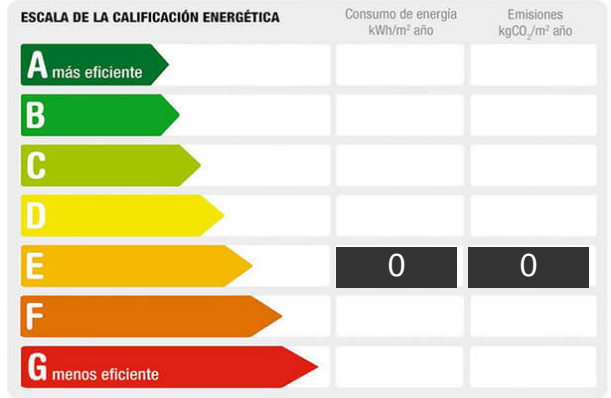 ESCALA DE LA CALIFICACIÓN ENERGÉTICA
Consumo de energía
kWh/m² año
Emisiones
kgCO₂/m² año
A más eficiente
B
C
D
E 0 0
F
G menos eficiente